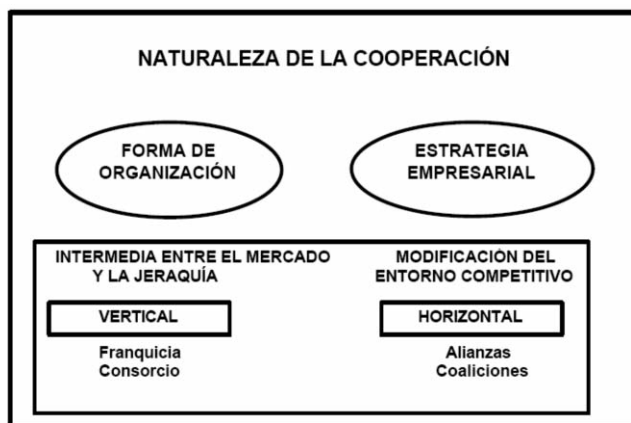 NATURALEZA DE LA COOPERACIÓN
FORMA DE
ORGANIZACIÓN
ESTRATEGIA
EMPRESARIAL
INTERMEDIA ENTRE EL MERCADO
Y LA JERAQUÍA
VERTICAL
Franquicia
Consorcio
MODIFICACIÓN DEL
ENTORNO COMPETITIVO
HORIZONTAL
Alianzas
Coaliciones